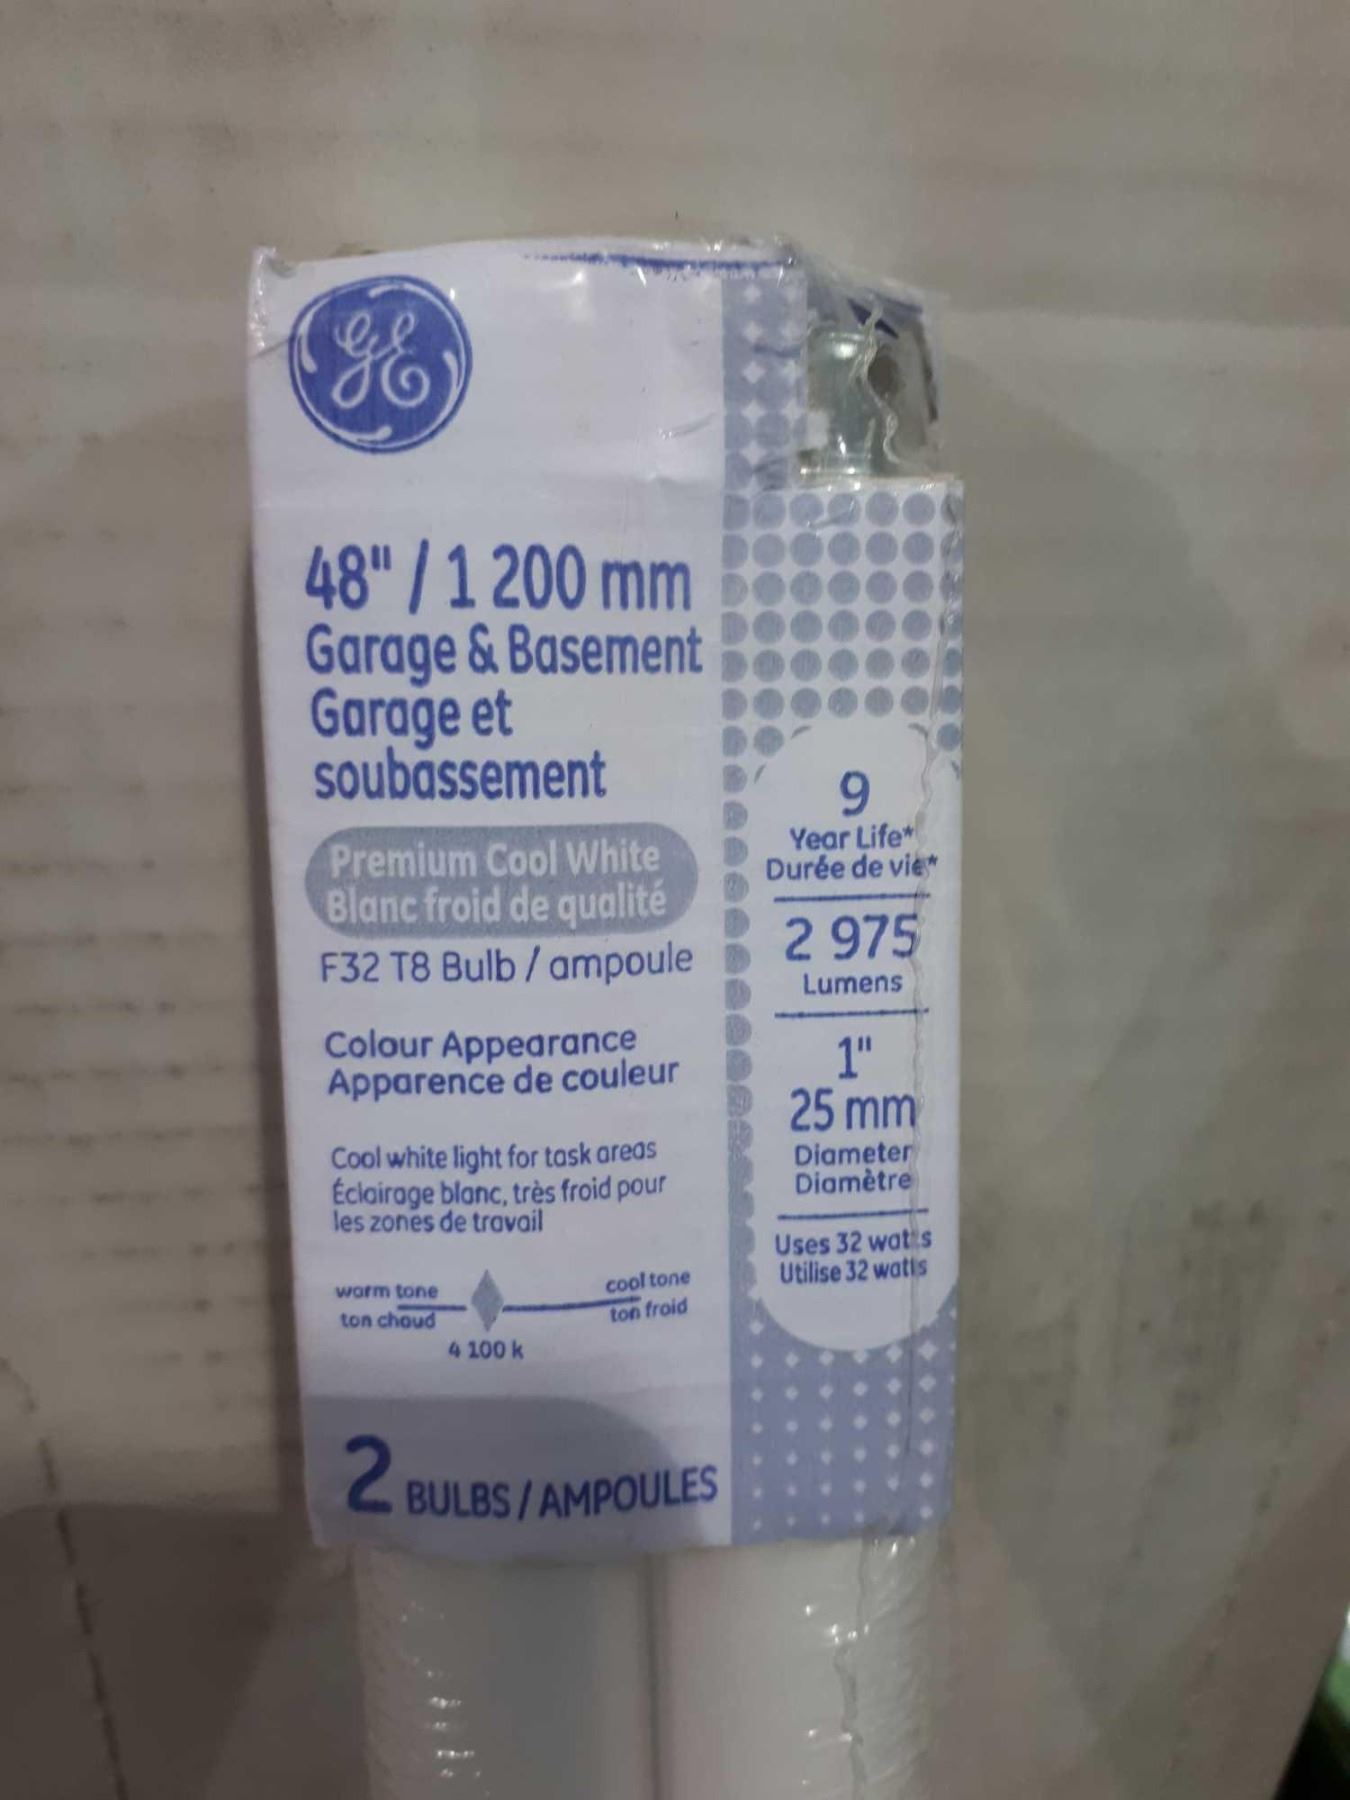 GE
48" / 1 200 mm
Garage & Basement
Garage et
soubassement
Premium Cool White
Blanc froid de qualité
F32 T8 Bulb / ampoule
Colour Appearance
Apparence de couleur
Cool white light for task areas
Éclairage blanc, très froid pour
les zones de travail
warm tone
ton chaud
cool tone
ton froid
4 100 k
2 BULBS / AMPOULES
9
Year Life*
Durée de vie*
2 975
Lumens
1"
25 mm
Diameter
Diamètre
Uses 32 watts
Utilise 32 watts